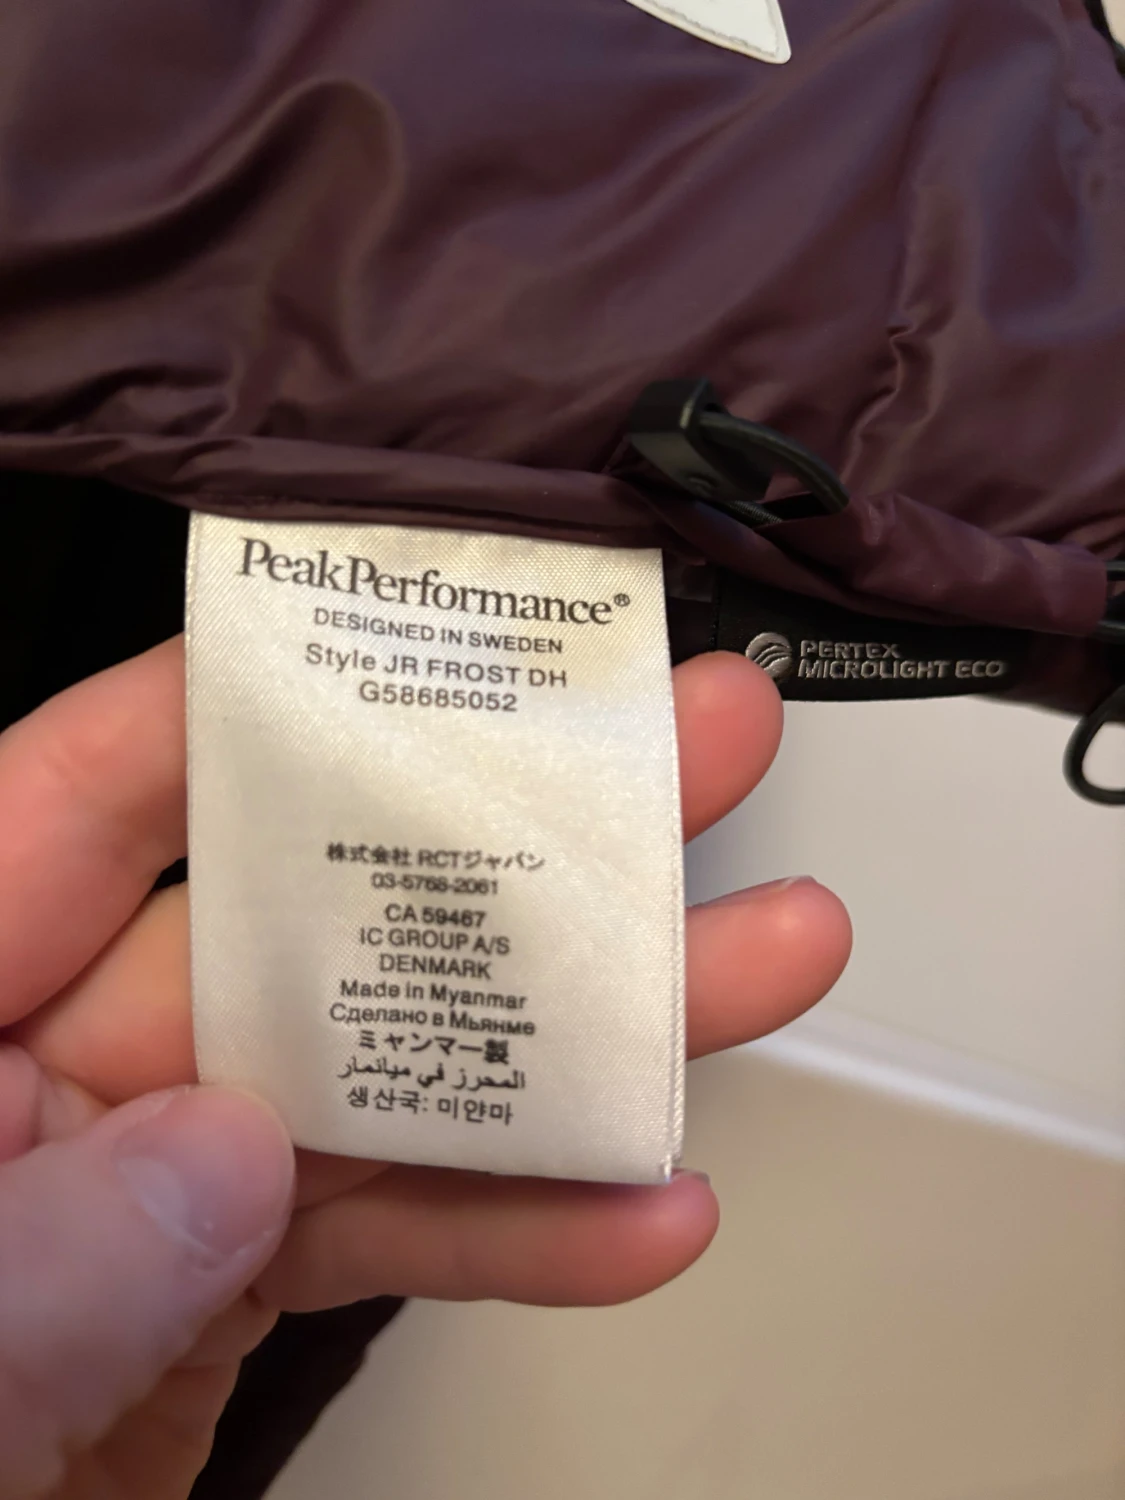 PeakPerformance®
DESIGNED IN SWEDEN
Style JR FROST DH
G58685052
株式会社 RCTジャパン
03-5768-2061
CA 59467
IC GROUP A/S
DENMARK
Made in Myanmar
Сделано в Мьянме
ミャンマー製
المحرز في ميانمار
생산국: 미얀마
PERTEX
MICROLIGHT ECO